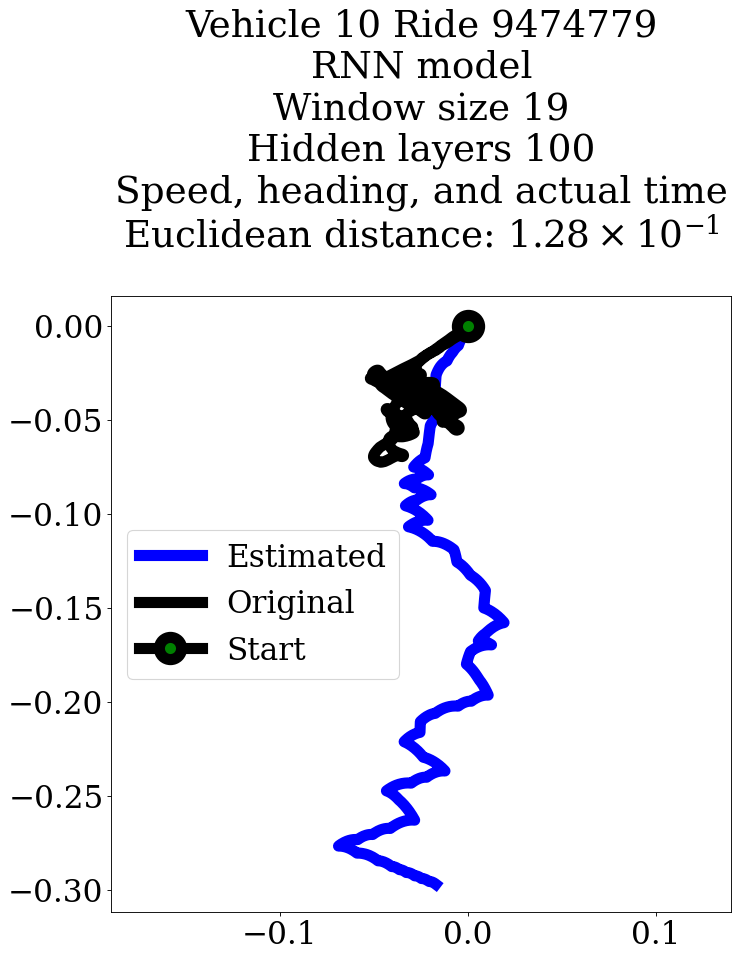 Vehicle 10 Ride 9474779
RNN model
Window size 19
Hidden layers 100
Speed, heading, and actual time
Euclidean distance: 1.28 × 10⁻¹
0.00
−0.05
−0.10
−0.15
−0.20
−0.25
−0.30
Estimated
Original
Start
−0.1 0.0 0.1